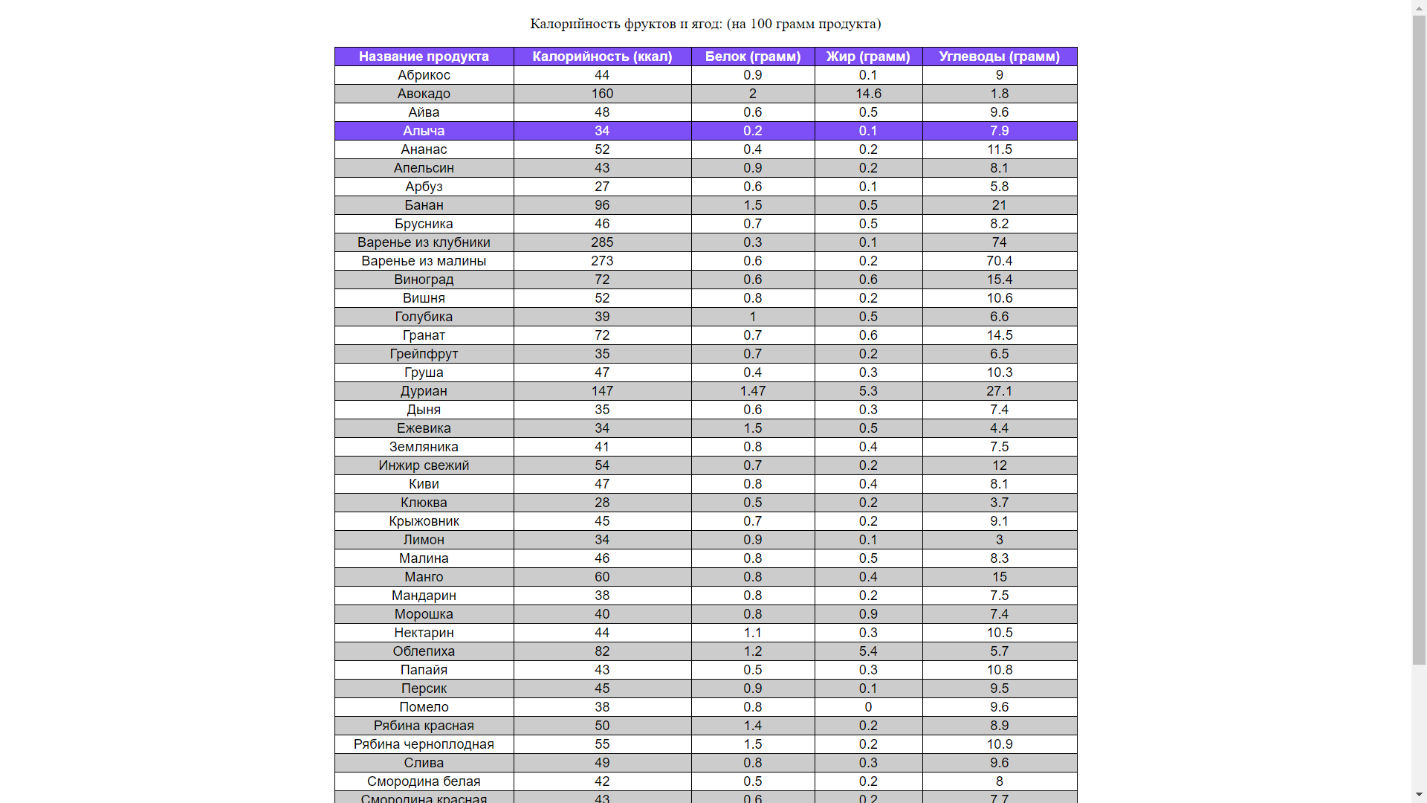 Калорийность фруктов и ягод: (на 100 грамм продукта)
Название продукта Калорийность (ккал) Белок (грамм) Жир (грамм) Углеводы (грамм)
Абрикос 44 0.9 0.1 9
Авокадо 160 2 14.6 1.8
Айва 48 0.6 0.5 9.6
Алыча 34 0.2 0.1 7.9
Ананас 52 0.4 0.2 11.5
Апельсин 43 0.9 0.2 8.1
Арбуз 27 0.6 0.1 5.8
Банан 96 1.5 0.5 21
Брусника 46 0.7 0.5 8.2
Варенье из клубники 285 0.3 0.1 74
Варенье из малины 273 0.6 0.2 70.4
Виноград 72 0.6 0.6 15.4
Вишня 52 0.8 0.2 10.6
Голубика 39 1 0.5 6.6
Гранат 72 0.7 0.6 14.5
Грейпфрут 35 0.7 0.2 6.5
Груша 47 0.4 0.3 10.3
Дуриан 147 1.47 5.3 27.1
Дыня 35 0.6 0.3 7.4
Ежевика 34 1.5 0.5 4.4
Земляника 41 0.8 0.4 7.5
Инжир свежий 54 0.7 0.2 12
Киви 47 0.8 0.4 8.1
Клюква 28 0.5 0.2 3.7
Крыжовник 45 0.7 0.2 9.1
Лимон 34 0.9 0.1 3
Малина 46 0.8 0.5 8.3
Манго 60 0.8 0.4 15
Мандарин 38 0.8 0.2 7.5
Морошка 40 0.8 0.9 7.4
Нектарин 44 1.1 0.3 10.5
Облепиха 82 1.2 5.4 5.7
Папайя 43 0.5 0.3 10.8
Персик 45 0.9 0.1 9.5
Помело 38 0.8 0 9.6
Рябина красная 50 1.4 0.2 8.9
Рябина черноплодная 55 1.5 0.2 10.9
Слива 49 0.8 0.3 9.6
Смородина белая 42 0.5 0.2 8
Смородина красная 43 0.6 0.2 7.7